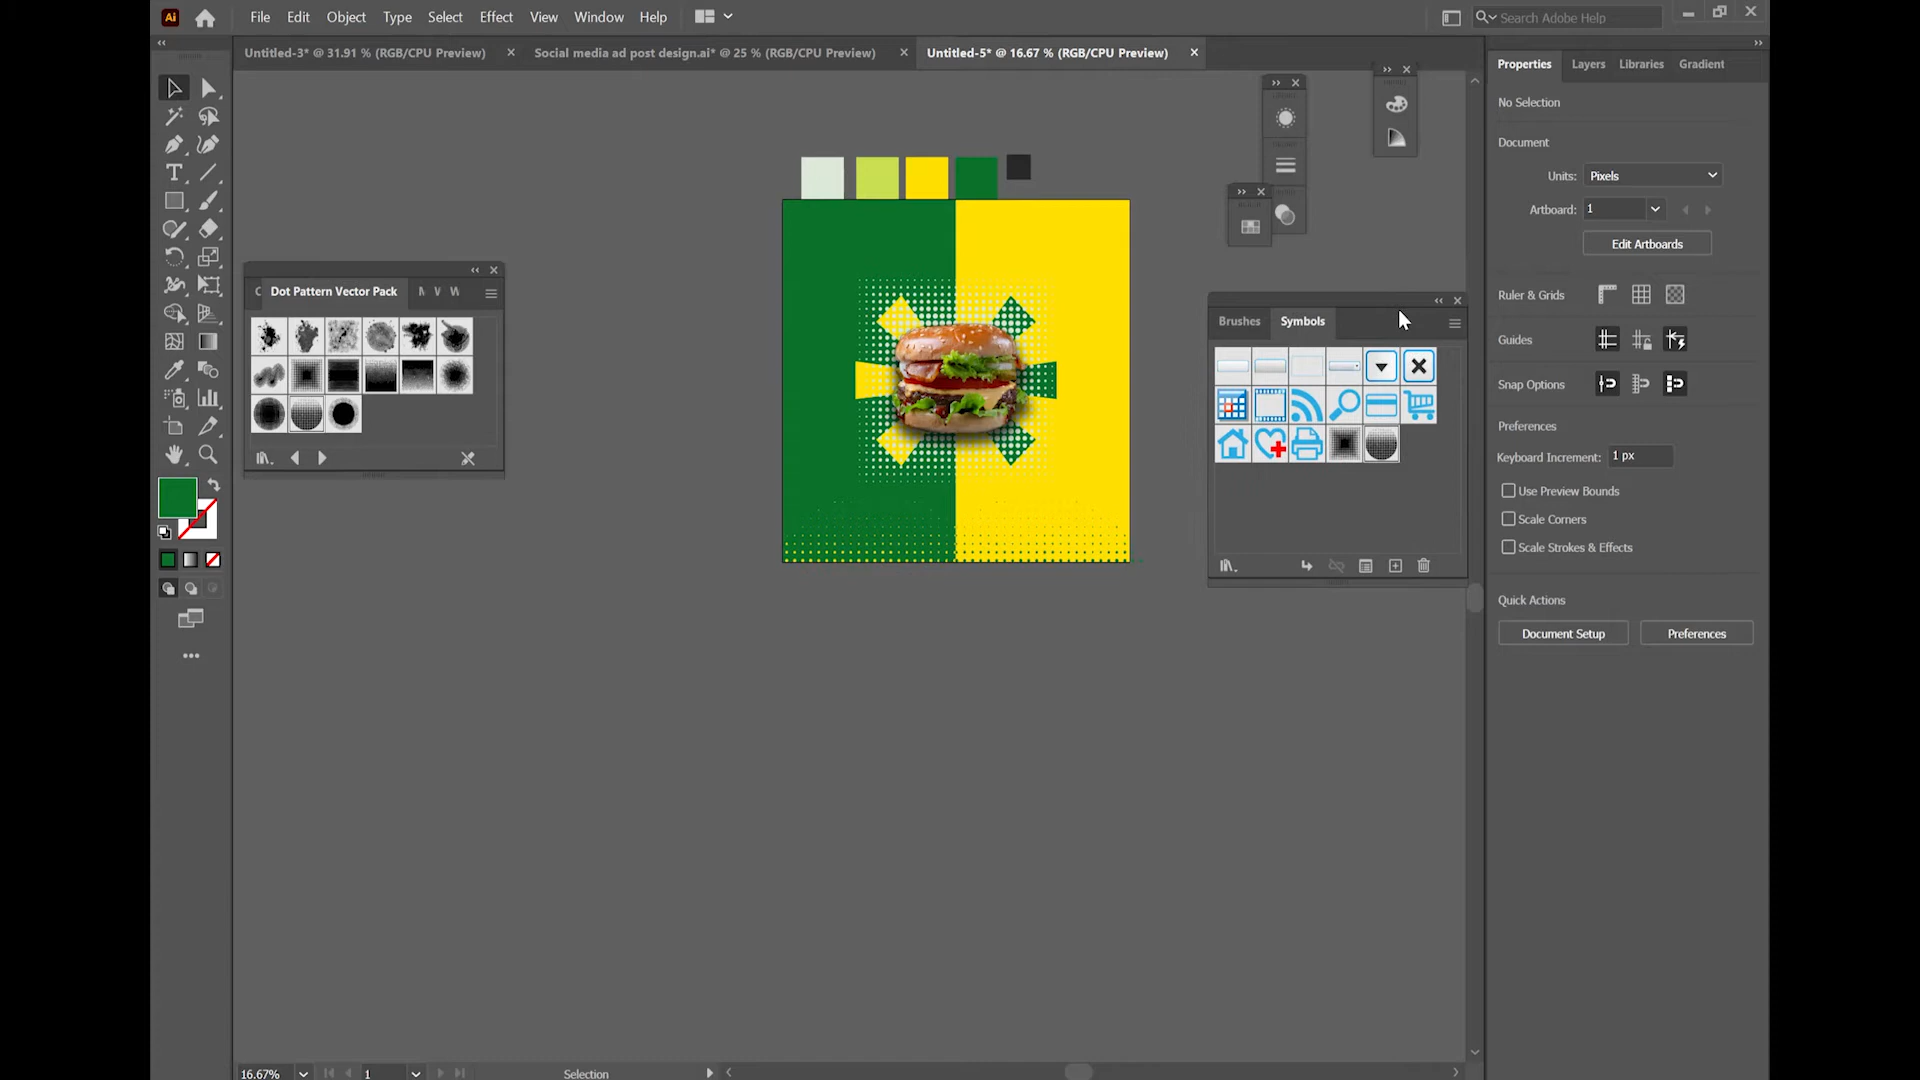 Ai
File Edit Object Type Select Effect View Window Help
Search Adobe Help
Untitled-3* @ 31.91 % (RGB/CPU Preview)
Social media ad post design.ai* @ 25 % (RGB/CPU Preview)
Untitled-5* @ 16.67 % (RGB/CPU Preview)
Properties Layers Libraries Gradient
No Selection
Document
Units: Pixels
Artboard: 1
Edit Artboards
Ruler & Grids
Guides
Snap Options
Preferences
Keyboard Increment: 1 px
Use Preview Bounds
Scale Corners
Scale Strokes & Effects
Quick Actions
Document Setup Preferences
Dot Pattern Vector Pack
Brushes Symbols
T
16.67% 1 Selection